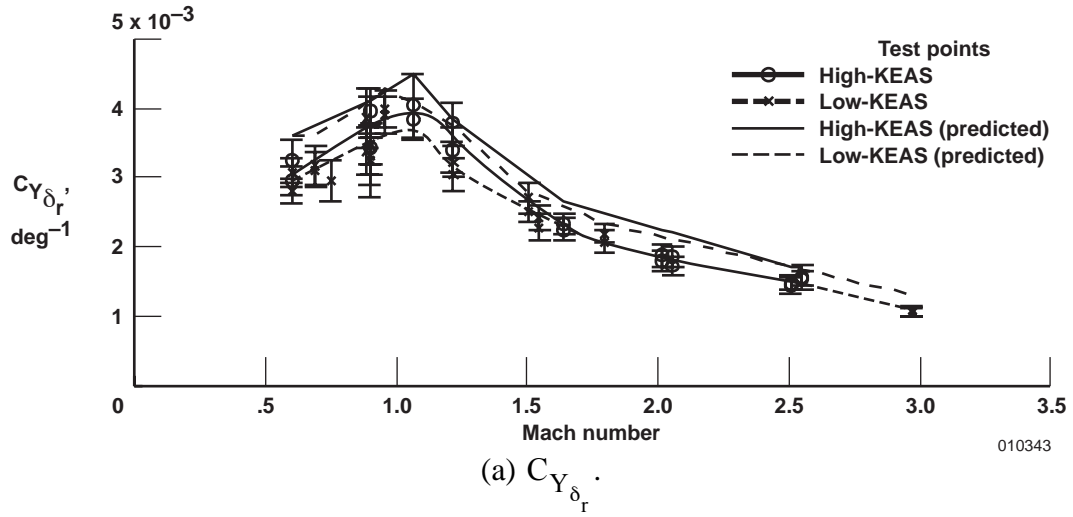 5 x 10–3
4
3
2
1
0
CYδr,
deg–1
Test points
High-KEAS
Low-KEAS
High-KEAS (predicted)
Low-KEAS (predicted)
.5 1.0 1.5 2.0 2.5 3.0 3.5
Mach number
010343
(a) CYδr.